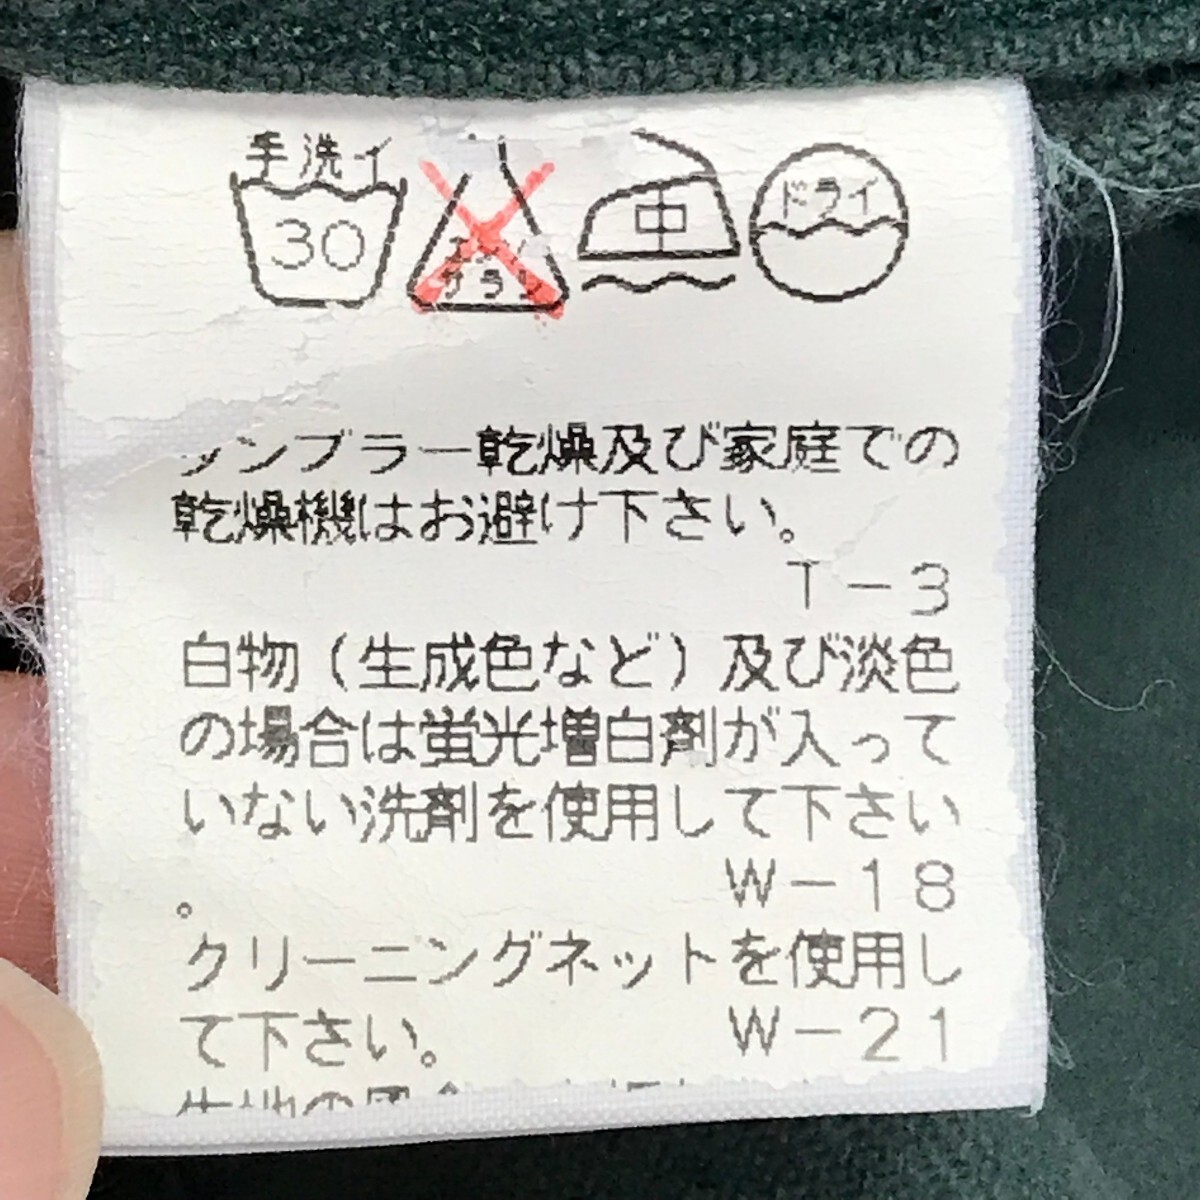 手洗イ
30
中
ドライ
タンブラー乾燥及び家庭での
乾燥機はお避け下さい。
T-3
白物(生成色など)及び淡色
の場合は蛍光増白剤が入って
いない洗剤を使用して下さい
。 W-18
クリーニングネットを使用し
て下さい。 W-21